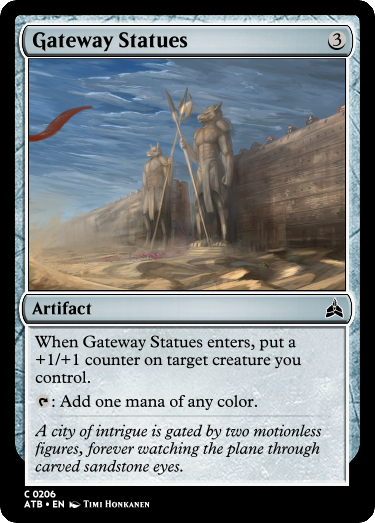 Gateway Statues 3
Artifact
When Gateway Statues enters, put a
+1/+1 counter on target creature you
control.
: Add one mana of any color.
A city of intrigue is gated by two motionless
figures, forever watching the plane through
carved sandstone eyes.
C 0206
ATB • EN Timi Honkanen